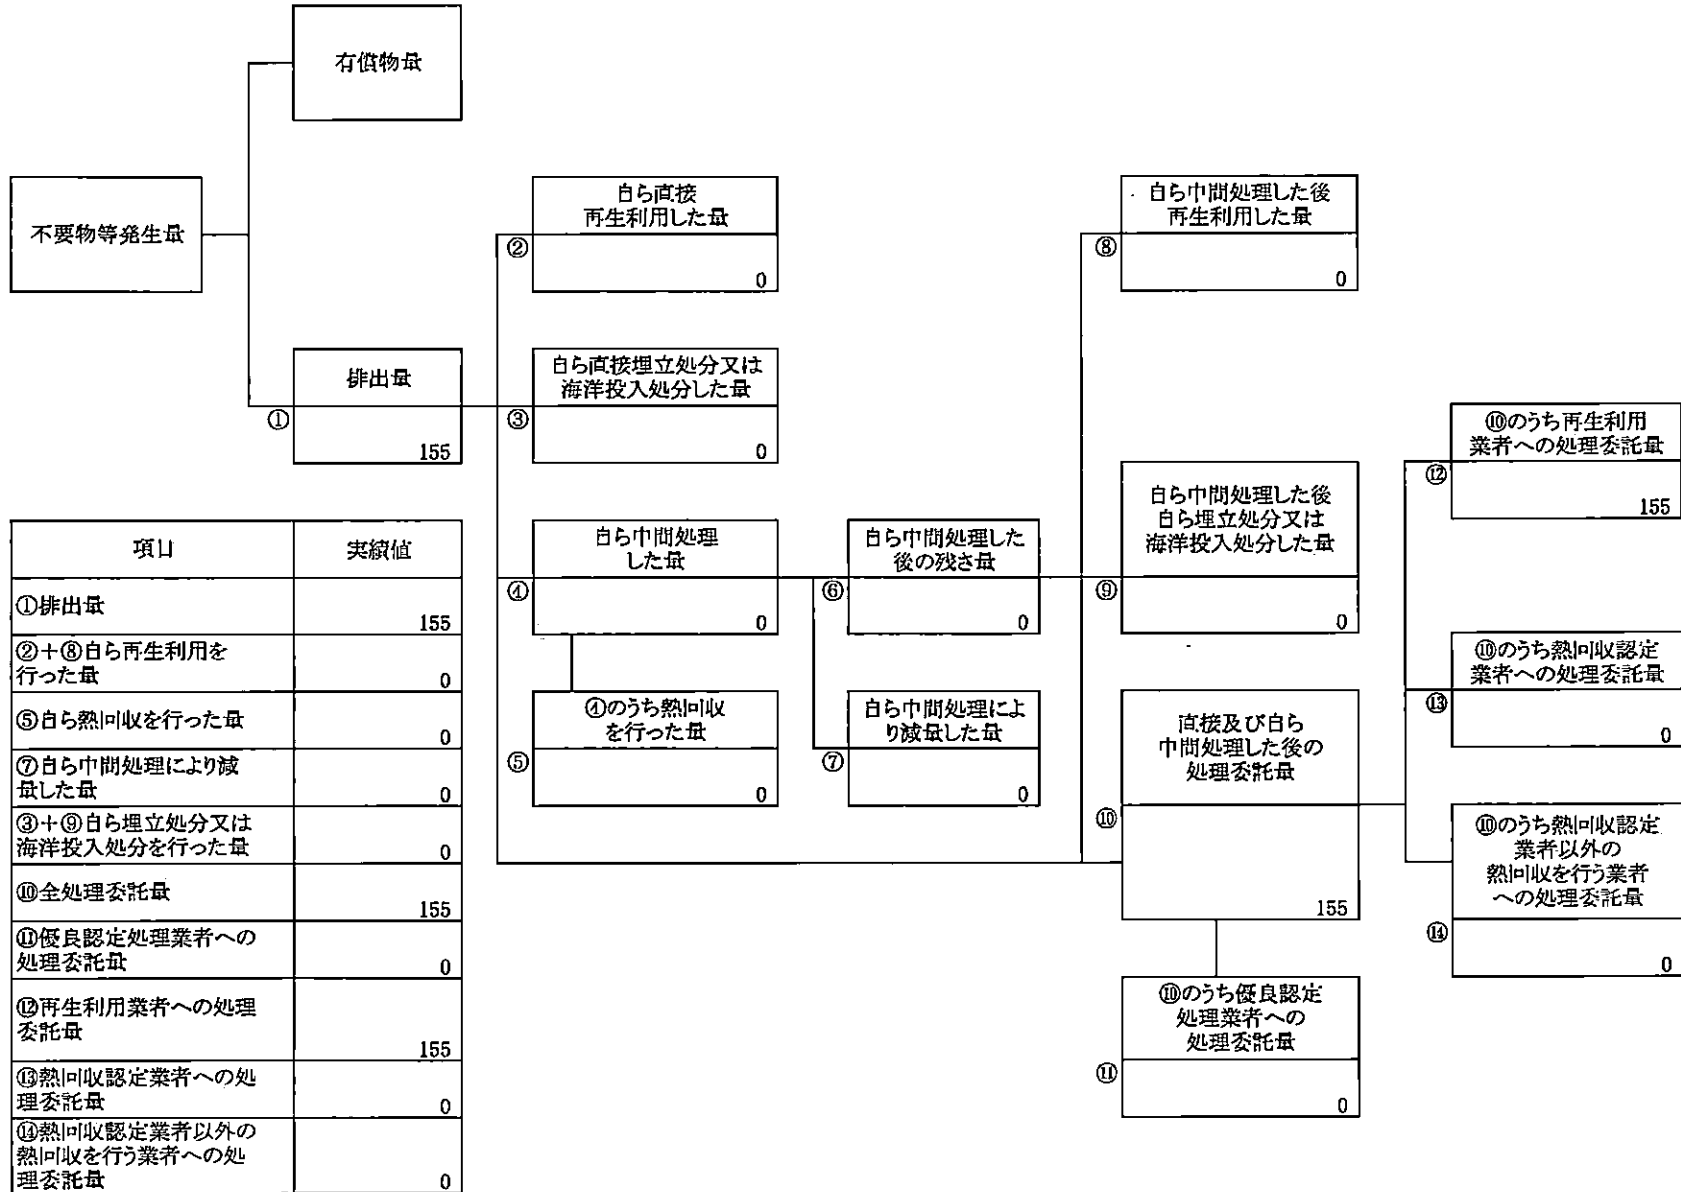 有償物量
不要物等発生量
排出量
①
155
自ら直接
再生利用した量
②
0
自ら直接埋立処分又は
海洋投入処分した量
③
0
自ら中間処理
した量
④
0
④のうち熱回収
を行った量
⑤
0
自ら中間処理した
後の残さ量
⑥
0
自ら中間処理によ
り減量した量
⑦
0
自ら中間処理した後
再生利用した量
⑧
0
自ら中間処理した後
自ら埋立処分又は
海洋投入処分した量
⑨
0
直接及び自ら
中間処理した後の
処理委託量
⑩
155
⑩のうち優良認定
処理業者への
処理委託量
⑪
0
⑩のうち再生利用
業者への処理委託量
⑫
155
⑩のうち熱回収認定
業者への処理委託量
⑬
0
⑩のうち熱回収認定
業者以外の
熱回収を行う業者
への処理委託量
⑭
0
項目 実績値
①排出量 155
②+⑧自ら再生利用を
行った量 0
⑤自ら熱回収を行った量 0
⑦自ら中間処理により減
量した量 0
③+⑨自ら埋立処分又は
海洋投入処分を行った量 0
⑩全処理委託量 155
⑪優良認定処理業者への
処理委託量 0
⑫再生利用業者への処理
委託量 155
⑬熱回収認定業者への処
理委託量 0
⑭熱回収認定業者以外の
熱回収を行う業者への処
理委託量 0